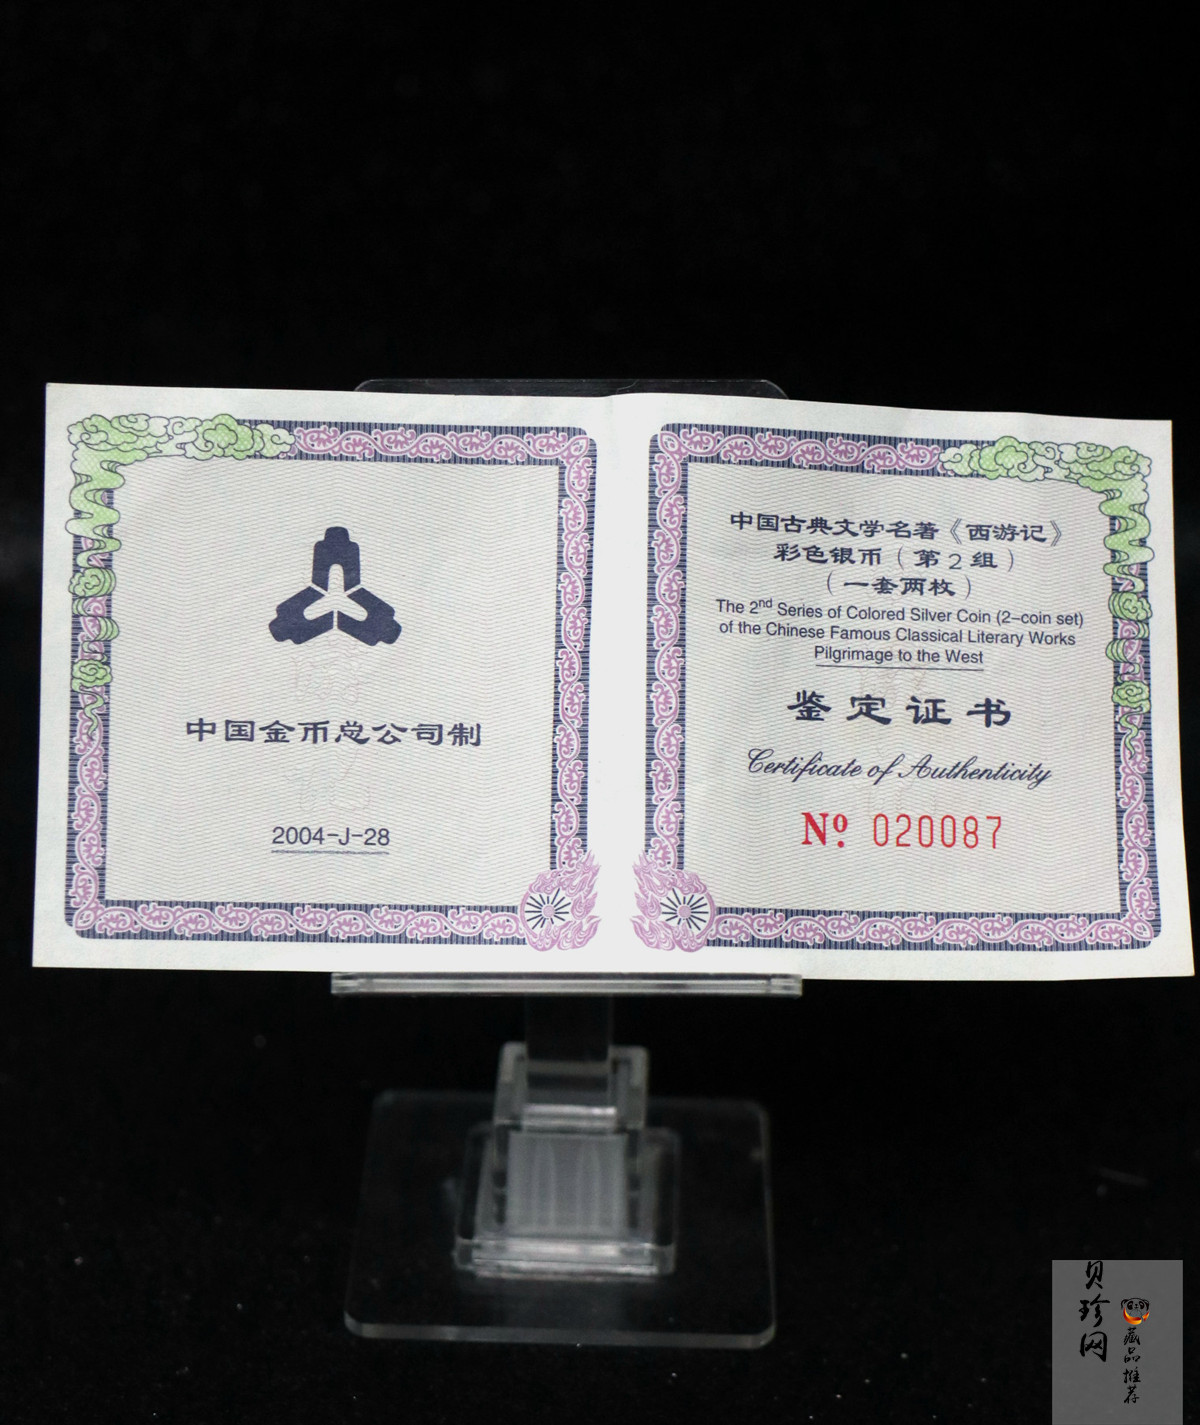 中国金币总公司制
2004-J-28
中国古典文学名著《西游记》
彩色银币（第2组）
（一套两枚）
The 2nd Series of Colored Silver Coin (2-coin set)
of the Chinese Famous Classical Literary Works
Pilgrimage to the West
鉴定证书
Certificate of Authenticity
Nº. 020087
贝珍网
藏品推荐